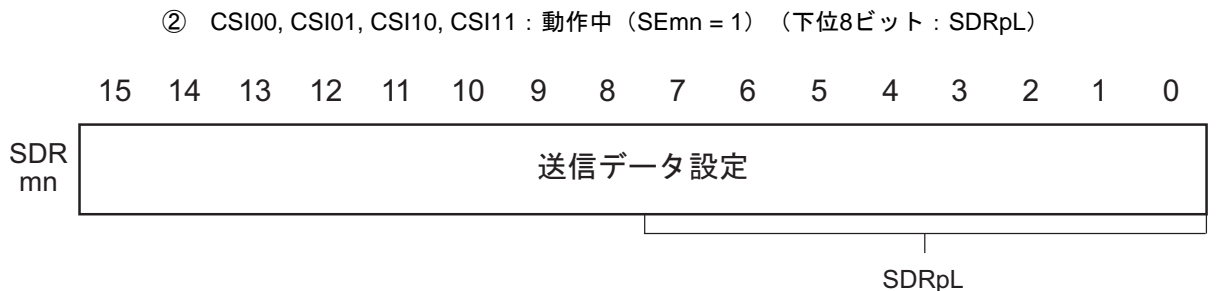 ② CSI00, CSI01, CSI10, CSI11：動作中（SEmn = 1）（下位8ビット：SDRpL）
15 14 13 12 11 10 9 8 7 6 5 4 3 2 1 0
SDR
mn
送信データ設定
SDRpL